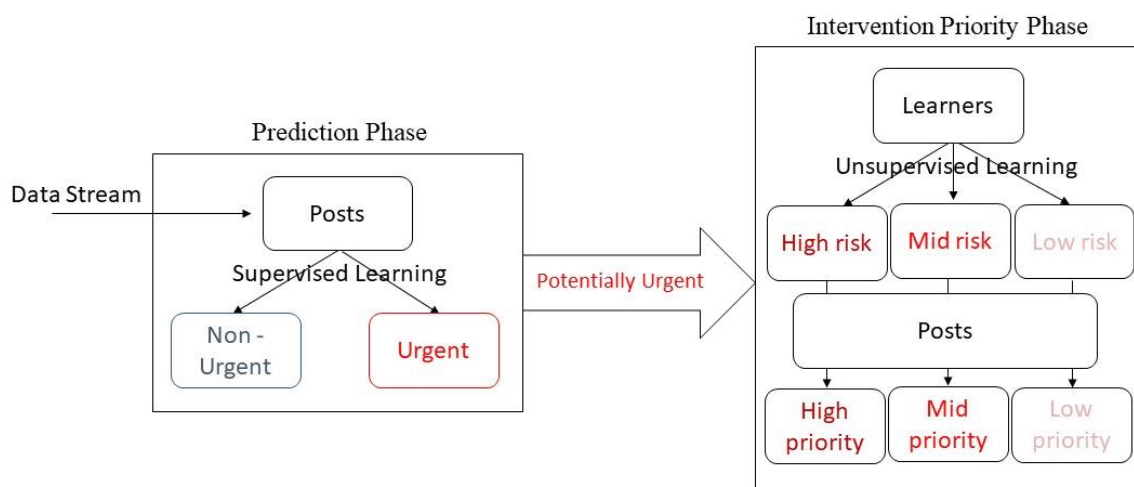 Prediction Phase
Data Stream
Posts
Supervised Learning
Non -
Urgent
Urgent
Potentially Urgent
Intervention Priority Phase
Learners
Unsupervised Learning
High risk
Mid risk
Low risk
Posts
High
priority
Mid
priority
Low
priority